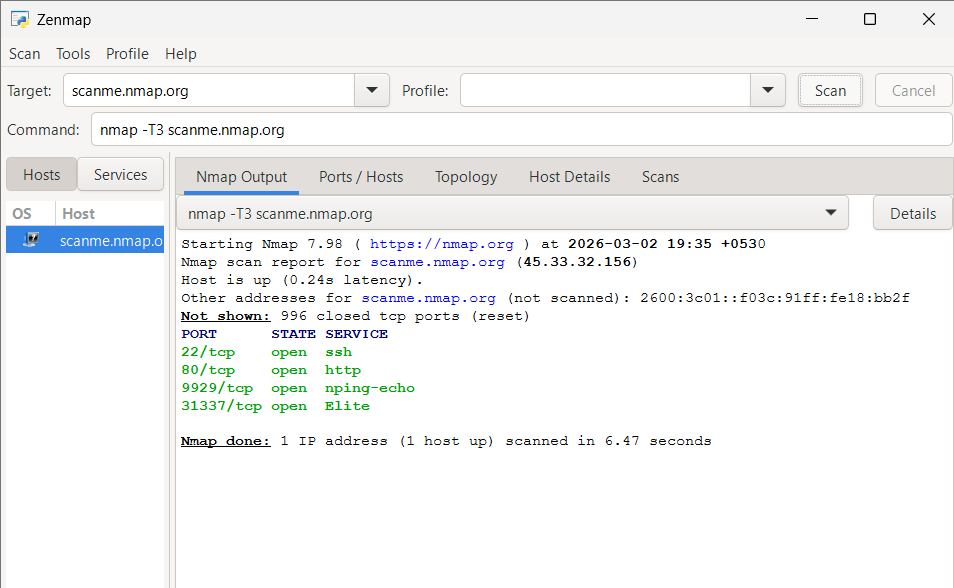 Zenmap
Scan Tools Profile Help
Target: scanme.nmap.org Profile: Scan Cancel
Command: nmap -T3 scanme.nmap.org
Hosts Services Nmap Output Ports / Hosts Topology Host Details Scans
OS Host
scanme.nmap.o
nmap -T3 scanme.nmap.org Details
Starting Nmap 7.98 ( https://nmap.org ) at 2026-03-02 19:35 +0530
Nmap scan report for scanme.nmap.org (45.33.32.156)
Host is up (0.24s latency).
Other addresses for scanme.nmap.org (not scanned): 2600:3c01::f03c:91ff:fe18:bb2f
Not shown: 996 closed tcp ports (reset)
PORT STATE SERVICE
22/tcp open ssh
80/tcp open http
9929/tcp open nping-echo
31337/tcp open Elite
Nmap done: 1 IP address (1 host up) scanned in 6.47 seconds